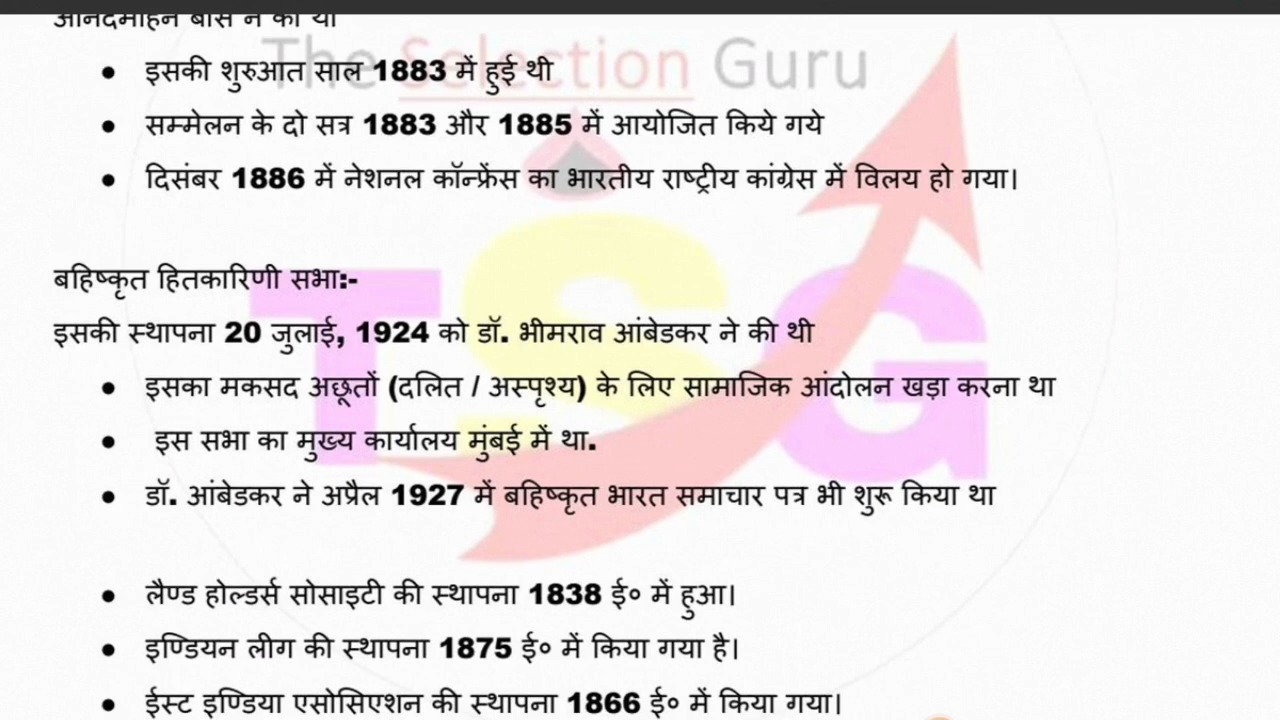 आनंदमोहन बोस ने की थी
The Selection Guru
इसकी शुरुआत साल 1883 में हुई थी
सम्मेलन के दो सत्र 1883 और 1885 में आयोजित किये गये
दिसंबर 1886 में नेशनल कॉन्फ्रेंस का भारतीय राष्ट्रीय कांग्रेस में विलय हो गया।
बहिष्कृत हितकारिणी सभा:-
इसकी स्थापना 20 जुलाई, 1924 को डॉ. भीमराव आंबेडकर ने की थी
इसका मकसद अछूतों (दलित / अस्पृश्य) के लिए सामाजिक आंदोलन खड़ा करना था
इस सभा का मुख्य कार्यालय मुंबई में था.
डॉ. आंबेडकर ने अप्रैल 1927 में बहिष्कृत भारत समाचार पत्र भी शुरू किया था
TSG
लैण्ड होल्डर्स सोसाइटी की स्थापना 1838 ई० में हुआ।
इण्डियन लीग की स्थापना 1875 ई० में किया गया है।
ईस्ट इण्डिया एसोसिएशन की स्थापना 1866 ई० में किया गया।